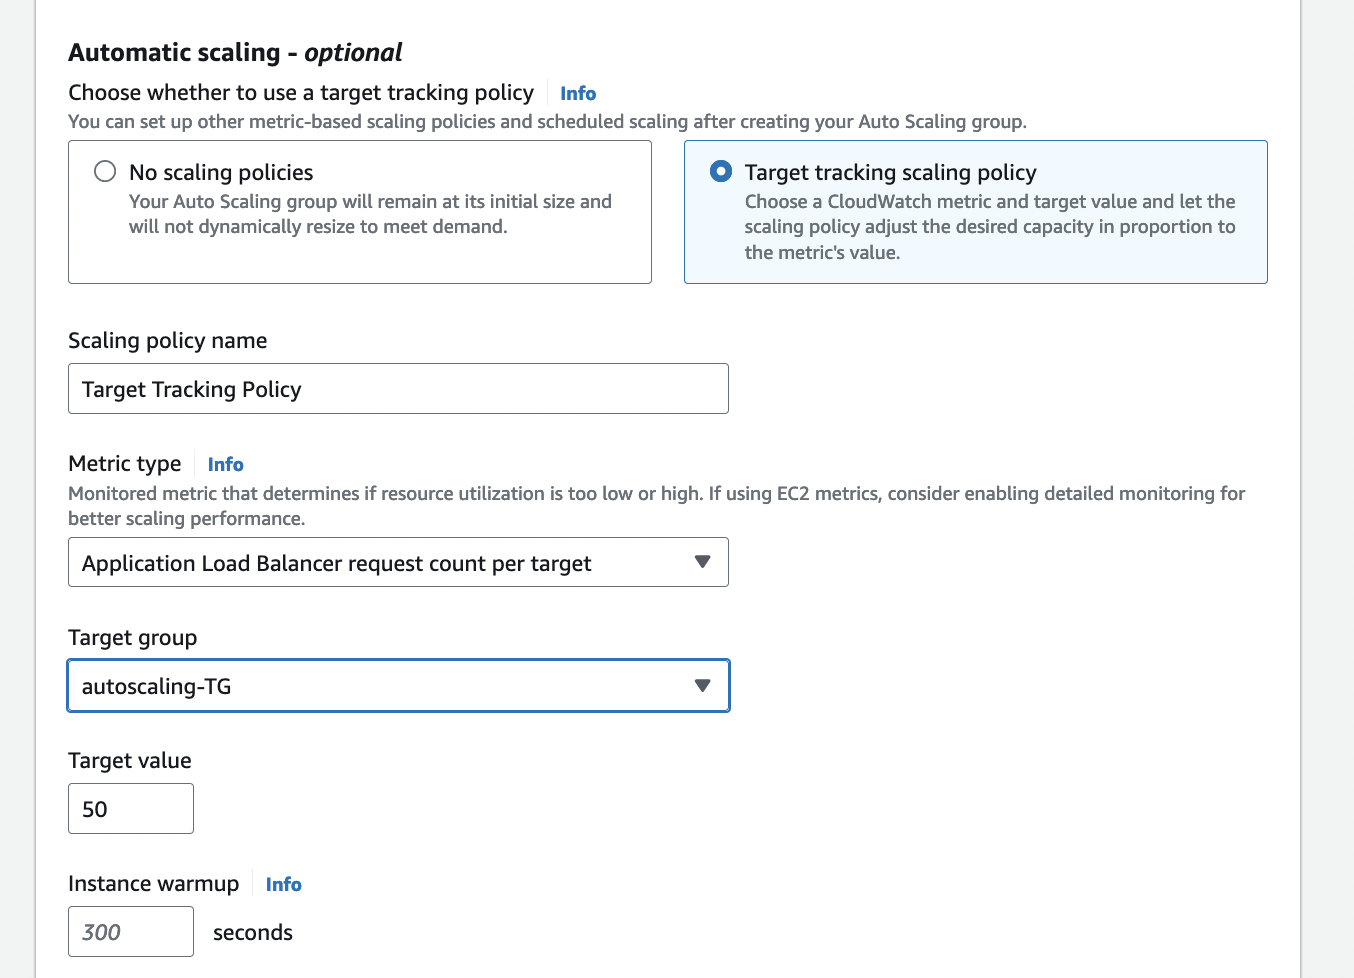 Automatic scaling - optional
Choose whether to use a target tracking policy Info
You can set up other metric-based scaling policies and scheduled scaling after creating your Auto Scaling group.
No scaling policies
Your Auto Scaling group will remain at its initial size and
will not dynamically resize to meet demand.
Target tracking scaling policy
Choose a CloudWatch metric and target value and let the
scaling policy adjust the desired capacity in proportion to
the metric's value.
Scaling policy name
Target Tracking Policy
Metric type Info
Monitored metric that determines if resource utilization is too low or high. If using EC2 metrics, consider enabling detailed monitoring for
better scaling performance.
Application Load Balancer request count per target
Target group
autoscaling-TG
Target value
50
Instance warmup Info
300 seconds